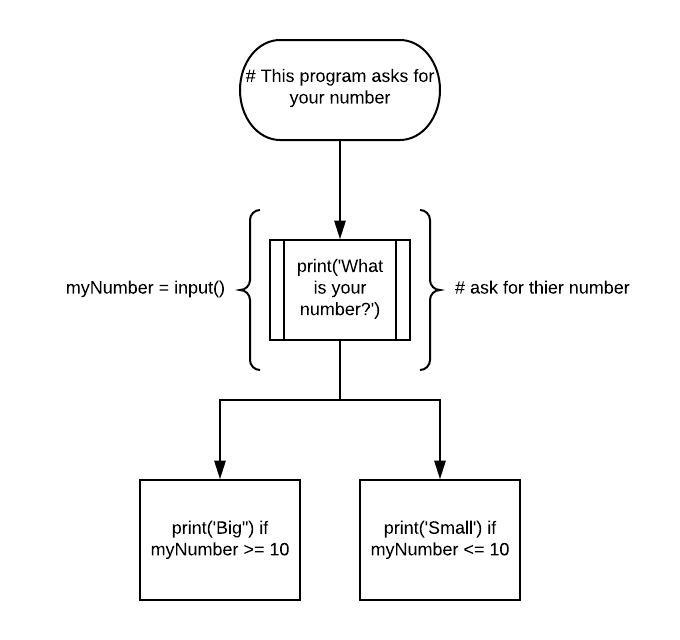 # This program asks for
your number
print('What
is your
number?')
myNumber = input()
# ask for thier number
print('Big") if
myNumber >= 10
print('Small') if
myNumber <= 10